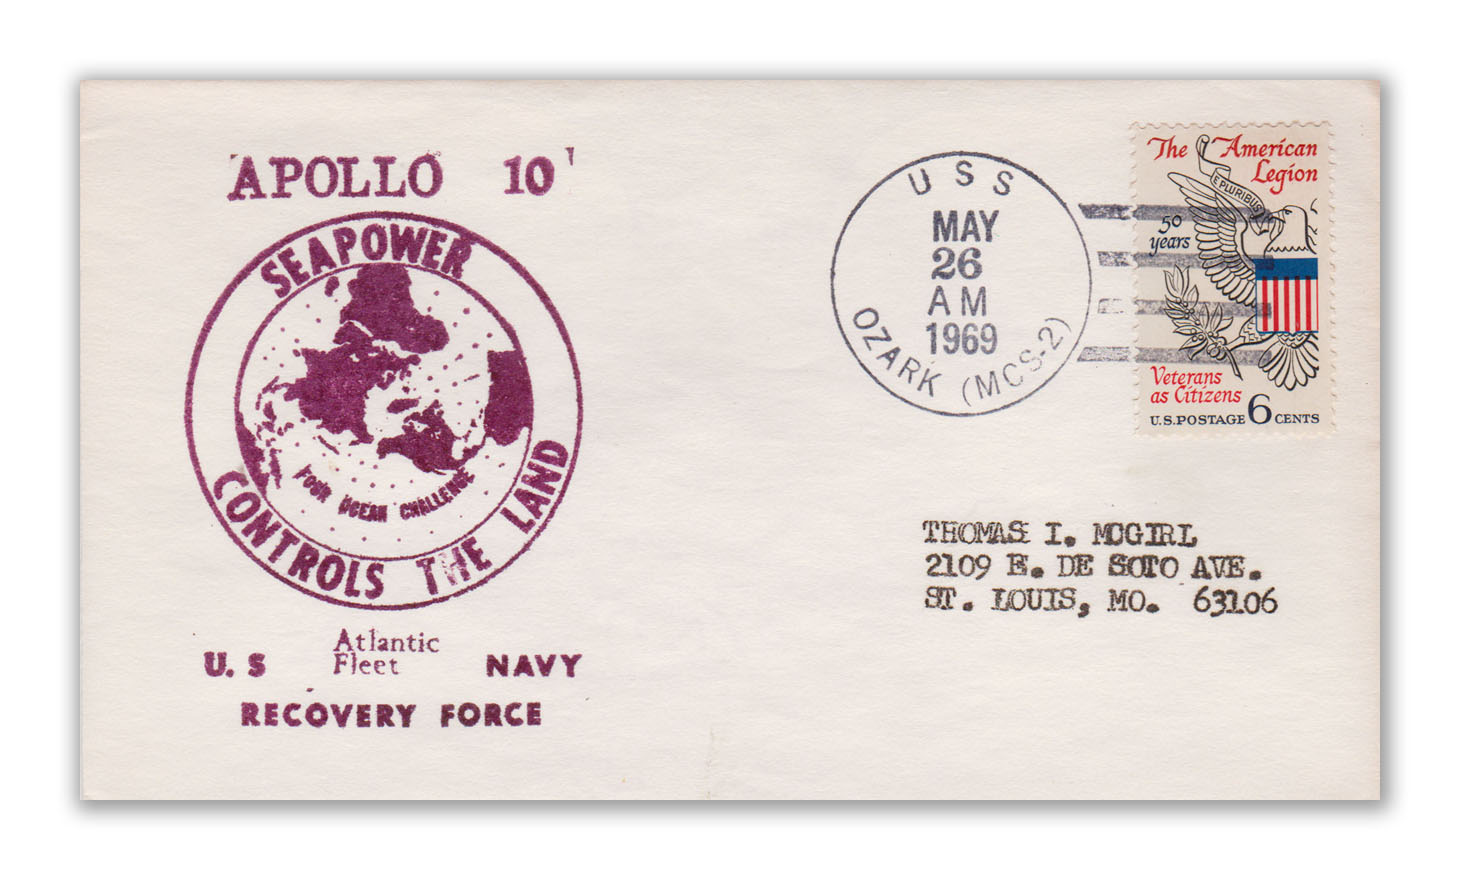 'APOLLO 10'
SEAPOWER
FOUR OCEAN CHALLENGE
CONTROLS THE LAND
U. S Atlantic Fleet NAVY
RECOVERY FORCE
USS
MAY
26
AM
1969
OZARK (MCS-2)
The American
Legion
E PLURIBUS
50
years
Veterans
as Citizens
U.S. POSTAGE 6 CENTS
THOMAS I. MCGIRL
2109 E. DE SOTO AVE.
ST. LOUIS, MO. 63106